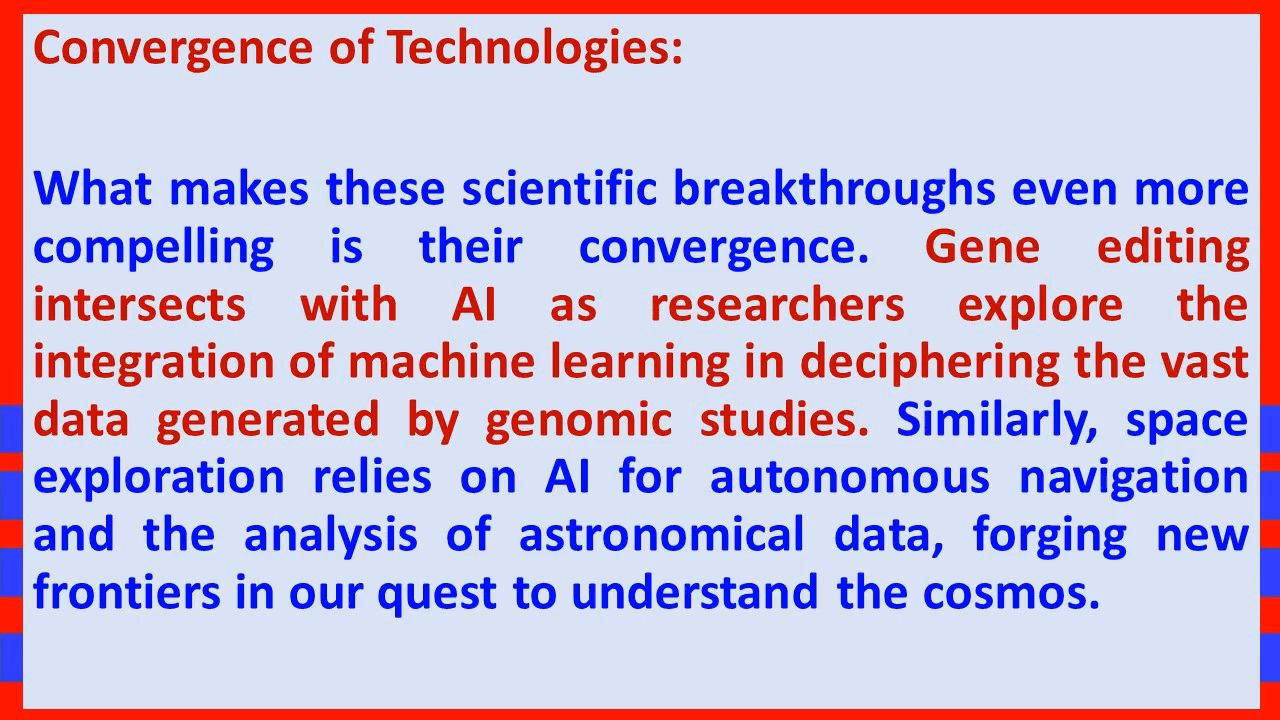 Convergence of Technologies:
What makes these scientific breakthroughs even more
compelling is their convergence. Gene editing
intersects with AI as researchers explore the
integration of machine learning in deciphering the vast
data generated by genomic studies. Similarly, space
exploration relies on AI for autonomous navigation
and the analysis of astronomical data, forging new
frontiers in our quest to understand the cosmos.